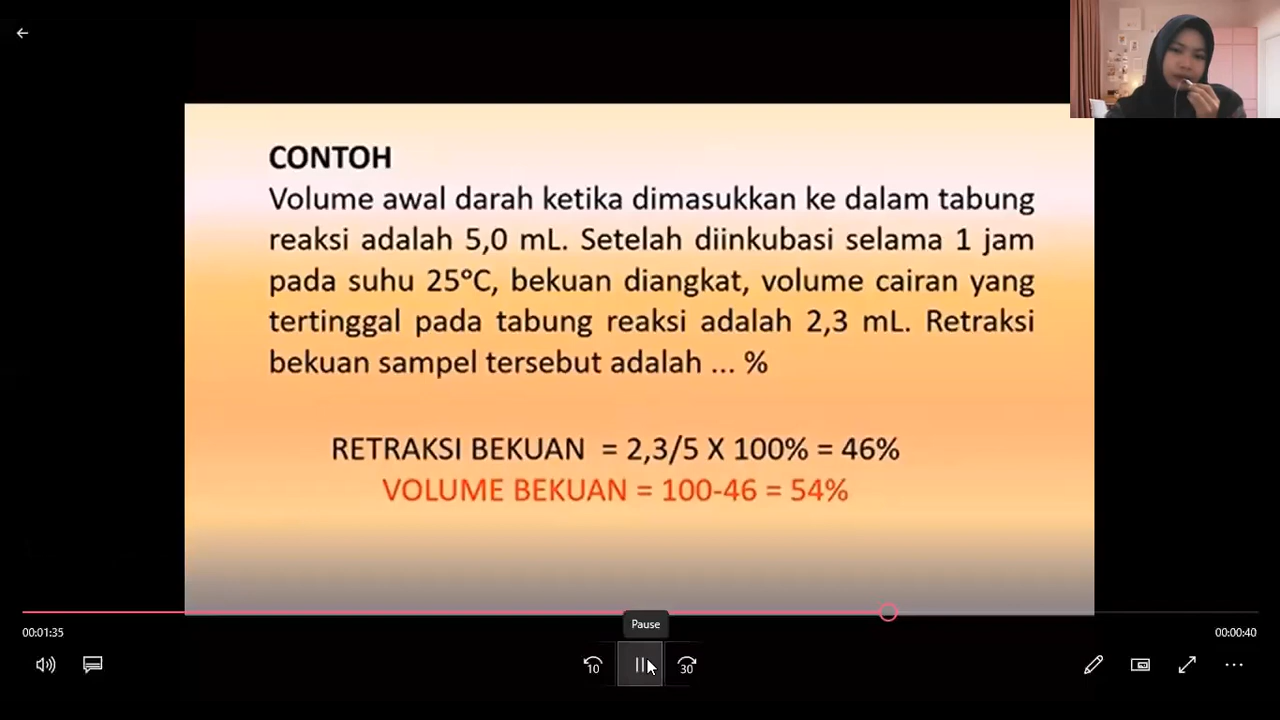 CONTOH
Volume awal darah ketika dimasukkan ke dalam tabung
reaksi adalah 5,0 mL. Setelah diinkubasi selama 1 jam
pada suhu 25°C, bekuan diangkat, volume cairan yang
tertinggal pada tabung reaksi adalah 2,3 mL. Retraksi
bekuan sampel tersebut adalah ... %
RETRAKSI BEKUAN = 2,3/5 X 100% = 46%
VOLUME BEKUAN = 100-46 = 54%
Pause
00:01:35
00:00:40
10
30